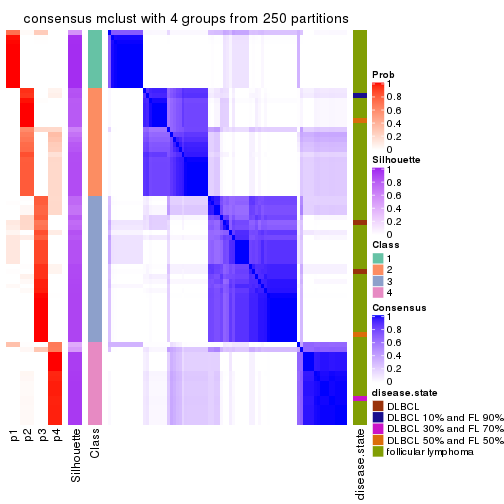 consensus mclust with 4 groups from 250 partitions
Prob
1
0.8
0.6
0.4
0.2
0
Silhouette
1
0.8
0.6
0.4
0.2
0
Class
1
2
3
4
Consensus
1
0.8
0.6
0.4
0.2
0
disease.state
DLBCL
DLBCL 10% and FL 90%
DLBCL 30% and FL 70%
DLBCL 50% and FL 50%
follicular lymphoma
p1
p2
p3
p4
Silhouette
Class
disease.state